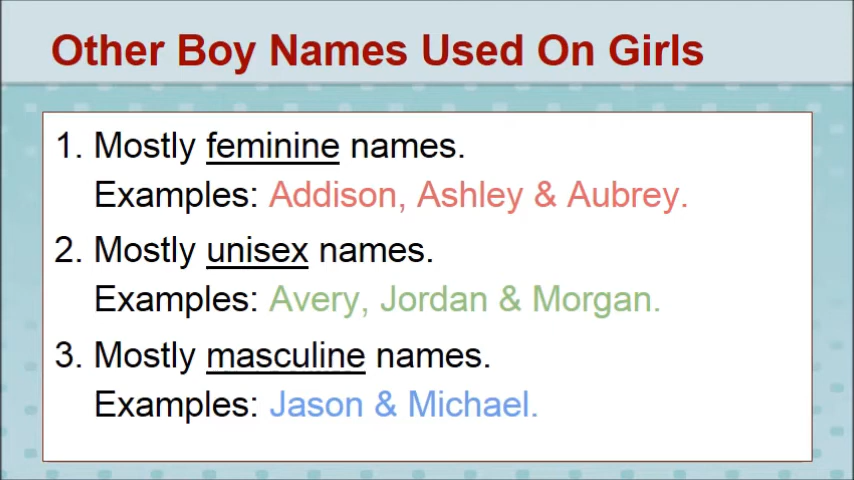 Other Boy Names Used On Girls
1. Mostly feminine names.
Examples: Addison, Ashley & Aubrey.
2. Mostly unisex names.
Examples: Avery, Jordan & Morgan.
3. Mostly masculine names.
Examples: Jason & Michael.